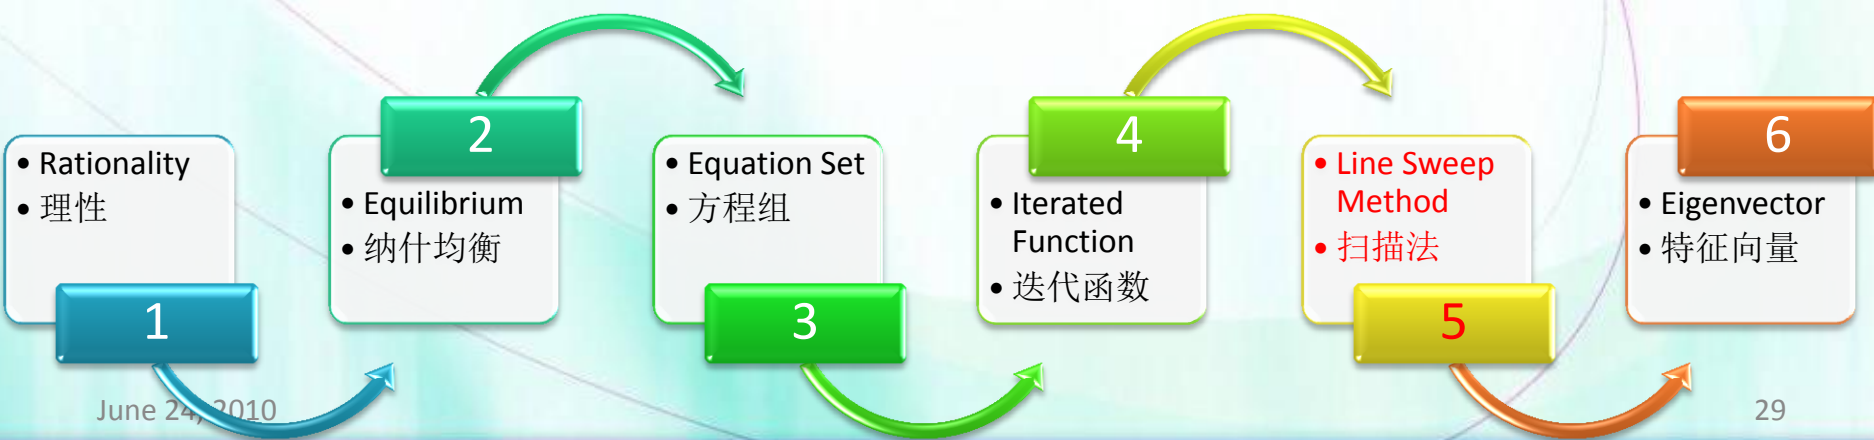 • Rationality
• 理性
1
2
• Equilibrium
• 纳什均衡
• Equation Set
• 方程组
3
4
• Iterated
Function
• 迭代函数
• Line Sweep
Method
• 扫描法
5
6
• Eigenvector
• 特征向量
June 24, 2010
29